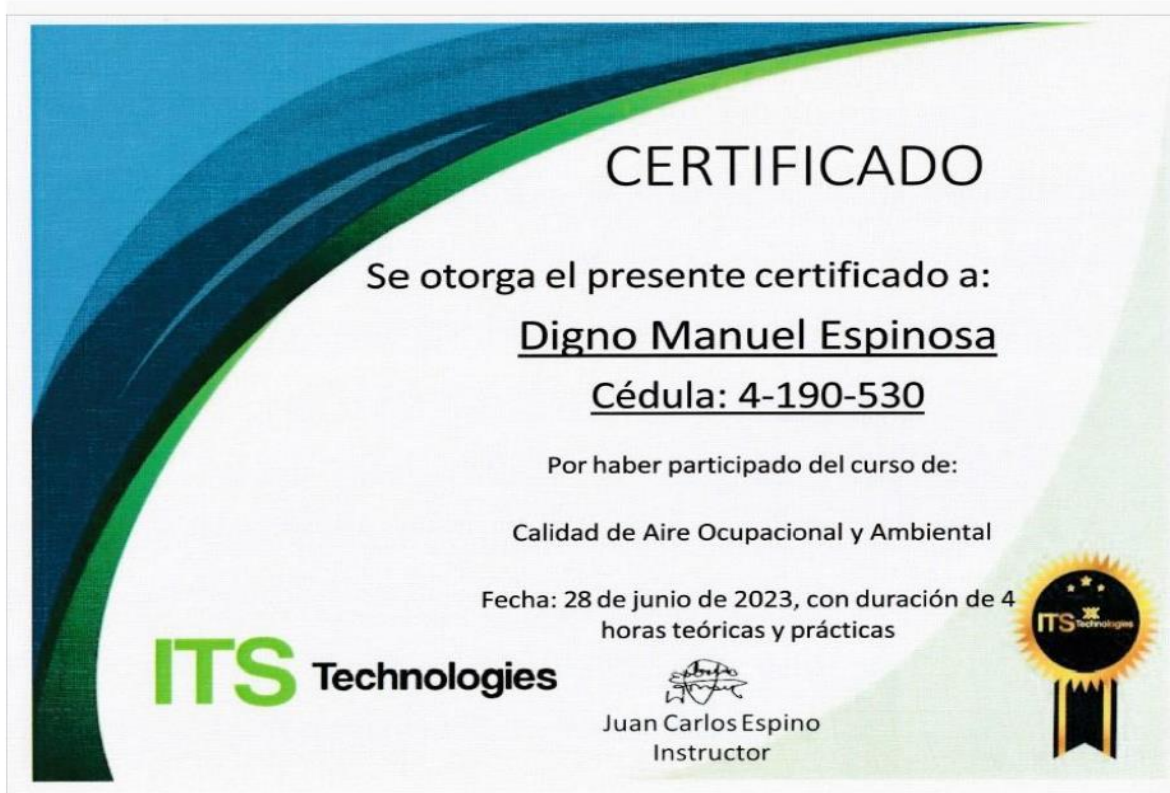 CERTIFICADO
Se otorga el presente certificado a:
Digno Manuel Espinosa
Cédula: 4-190-530
Por haber participado del curso de:
Calidad de Aire Ocupacional y Ambiental
Fecha: 28 de junio de 2023, con duración de 4
horas teóricas y prácticas
ITS Technologies
Juan Carlos Espino
Instructor
ITS Technologies